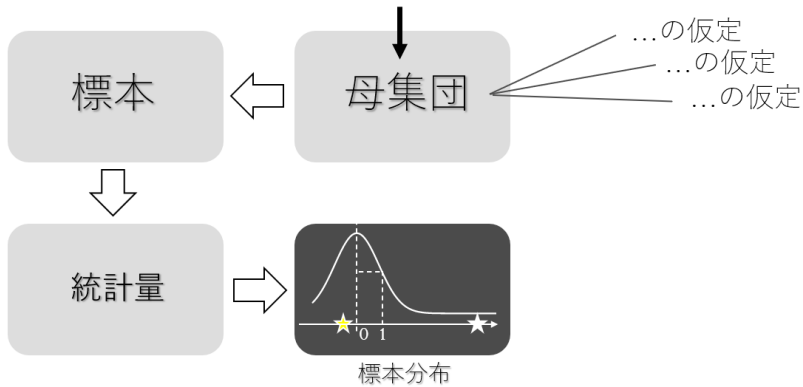 …の仮定
…の仮定
…の仮定
標本
母集団
統計量
0 1
標本分布